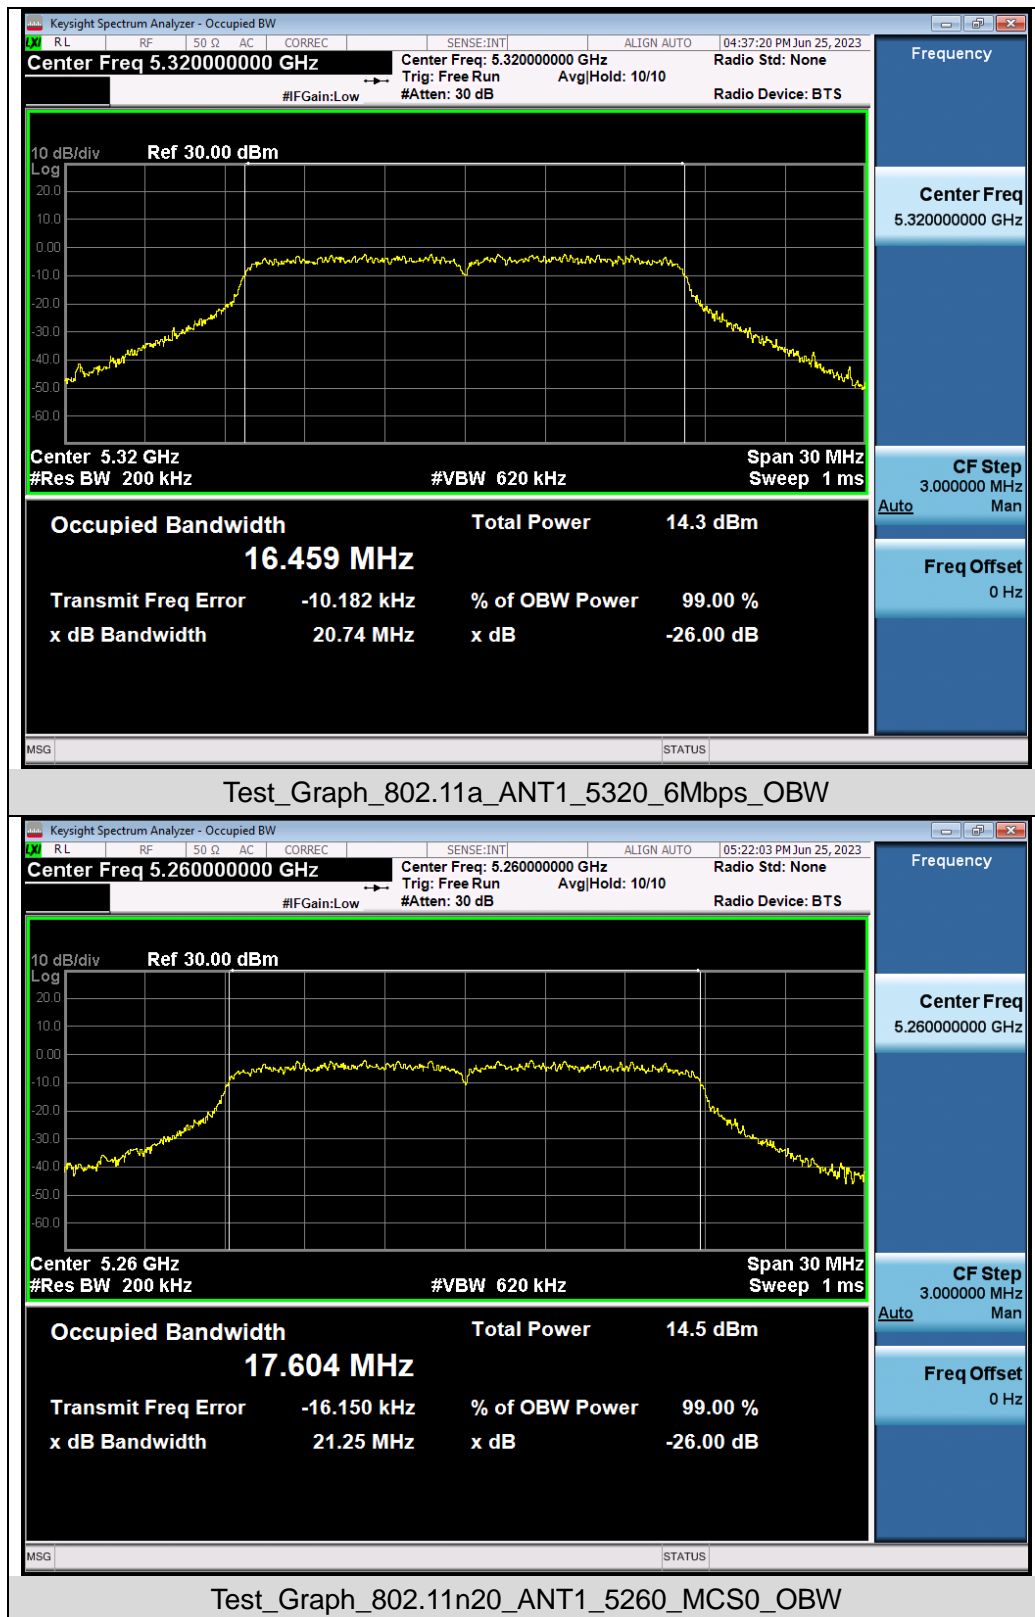 Keysight Spectrum Analyzer - Occupied BW
LXI RL RF 50 Ω AC CORREC SENSE:INT ALIGN AUTO 04:37:20 PM Jun 25, 2023
Center Freq 5.320000000 GHz Center Freq: 5.320000000 GHz Radio Std: None
Trig: Free Run Avg|Hold: 10/10
#IFGain:Low #Atten: 30 dB Radio Device: BTS
Frequency
10 dB/div Ref 30.00 dBm
Log
20.0
10.0
0.00
-10.0
-20.0
-30.0
-40.0
-50.0
-60.0
Center 5.32 GHz Span 30 MHz
#Res BW 200 kHz #VBW 620 kHz Sweep 1 ms
Center Freq
5.320000000 GHz
CF Step
3.000000 MHz
Auto Man
Freq Offset
0 Hz
Occupied Bandwidth Total Power 14.3 dBm
16.459 MHz
Transmit Freq Error -10.182 kHz % of OBW Power 99.00 %
x dB Bandwidth 20.74 MHz x dB -26.00 dB
MSG STATUS
Test_Graph_802.11a_ANT1_5320_6Mbps_OBW
Keysight Spectrum Analyzer - Occupied BW
LXI RL RF 50 Ω AC CORREC SENSE:INT ALIGN AUTO 05:22:03 PM Jun 25, 2023
Center Freq 5.260000000 GHz Center Freq: 5.260000000 GHz Radio Std: None
Trig: Free Run Avg|Hold: 10/10
#IFGain:Low #Atten: 30 dB Radio Device: BTS
Frequency
10 dB/div Ref 30.00 dBm
Log
20.0
10.0
0.00
-10.0
-20.0
-30.0
-40.0
-50.0
-60.0
Center 5.26 GHz Span 30 MHz
#Res BW 200 kHz #VBW 620 kHz Sweep 1 ms
Center Freq
5.260000000 GHz
CF Step
3.000000 MHz
Auto Man
Freq Offset
0 Hz
Occupied Bandwidth Total Power 14.5 dBm
17.604 MHz
Transmit Freq Error -16.150 kHz % of OBW Power 99.00 %
x dB Bandwidth 21.25 MHz x dB -26.00 dB
MSG STATUS
Test_Graph_802.11n20_ANT1_5260_MCS0_OBW